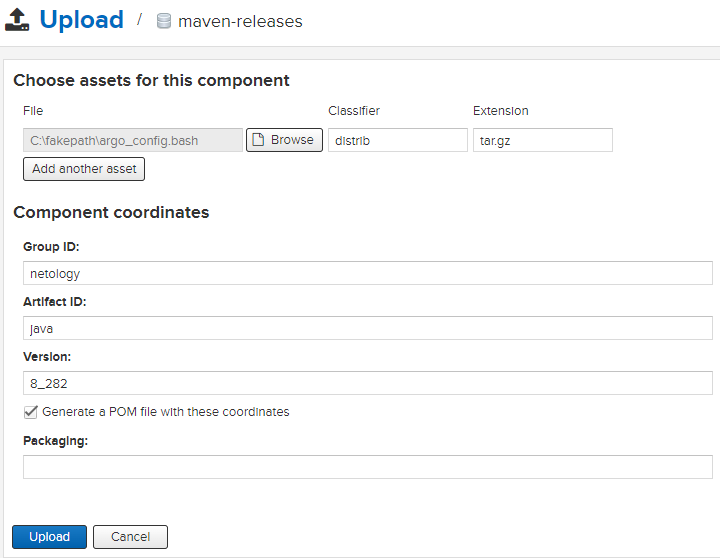 Upload / maven-releases
Choose assets for this component
File Classifier Extension
C:\fakepath\argo_config.bash Browse distrib tar.gz
Add another asset
Component coordinates
Group ID:
netology
Artifact ID:
java
Version:
8_282
Generate a POM file with these coordinates
Packaging:
Upload Cancel